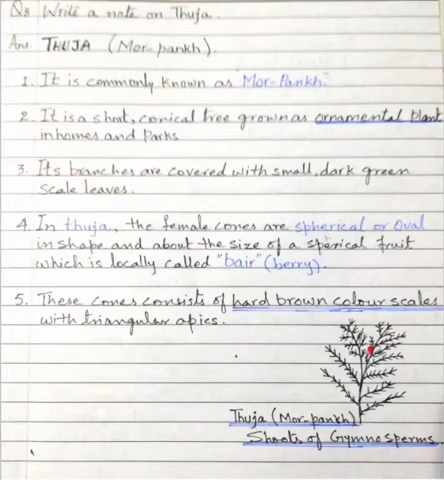 Q8 Write a note on Thuja.
Ans. THUJA (Mor-pankh).
1. It is commonly known as "Mor-Pankh."
2. It is a short, conical tree grown as ornamental plant
in homes and Parks
3. Its branches are covered with small, dark green
scale leaves.
4. In thuja, the female cones are spherical or oval
in shape and about the size of a sperical fruit
which is locally called "bair" (berry).
5. These cones consists of hard brown colour scales
with triangular apics.
Thuja (Mor-pankh)
Shoots of Gymnosperms.